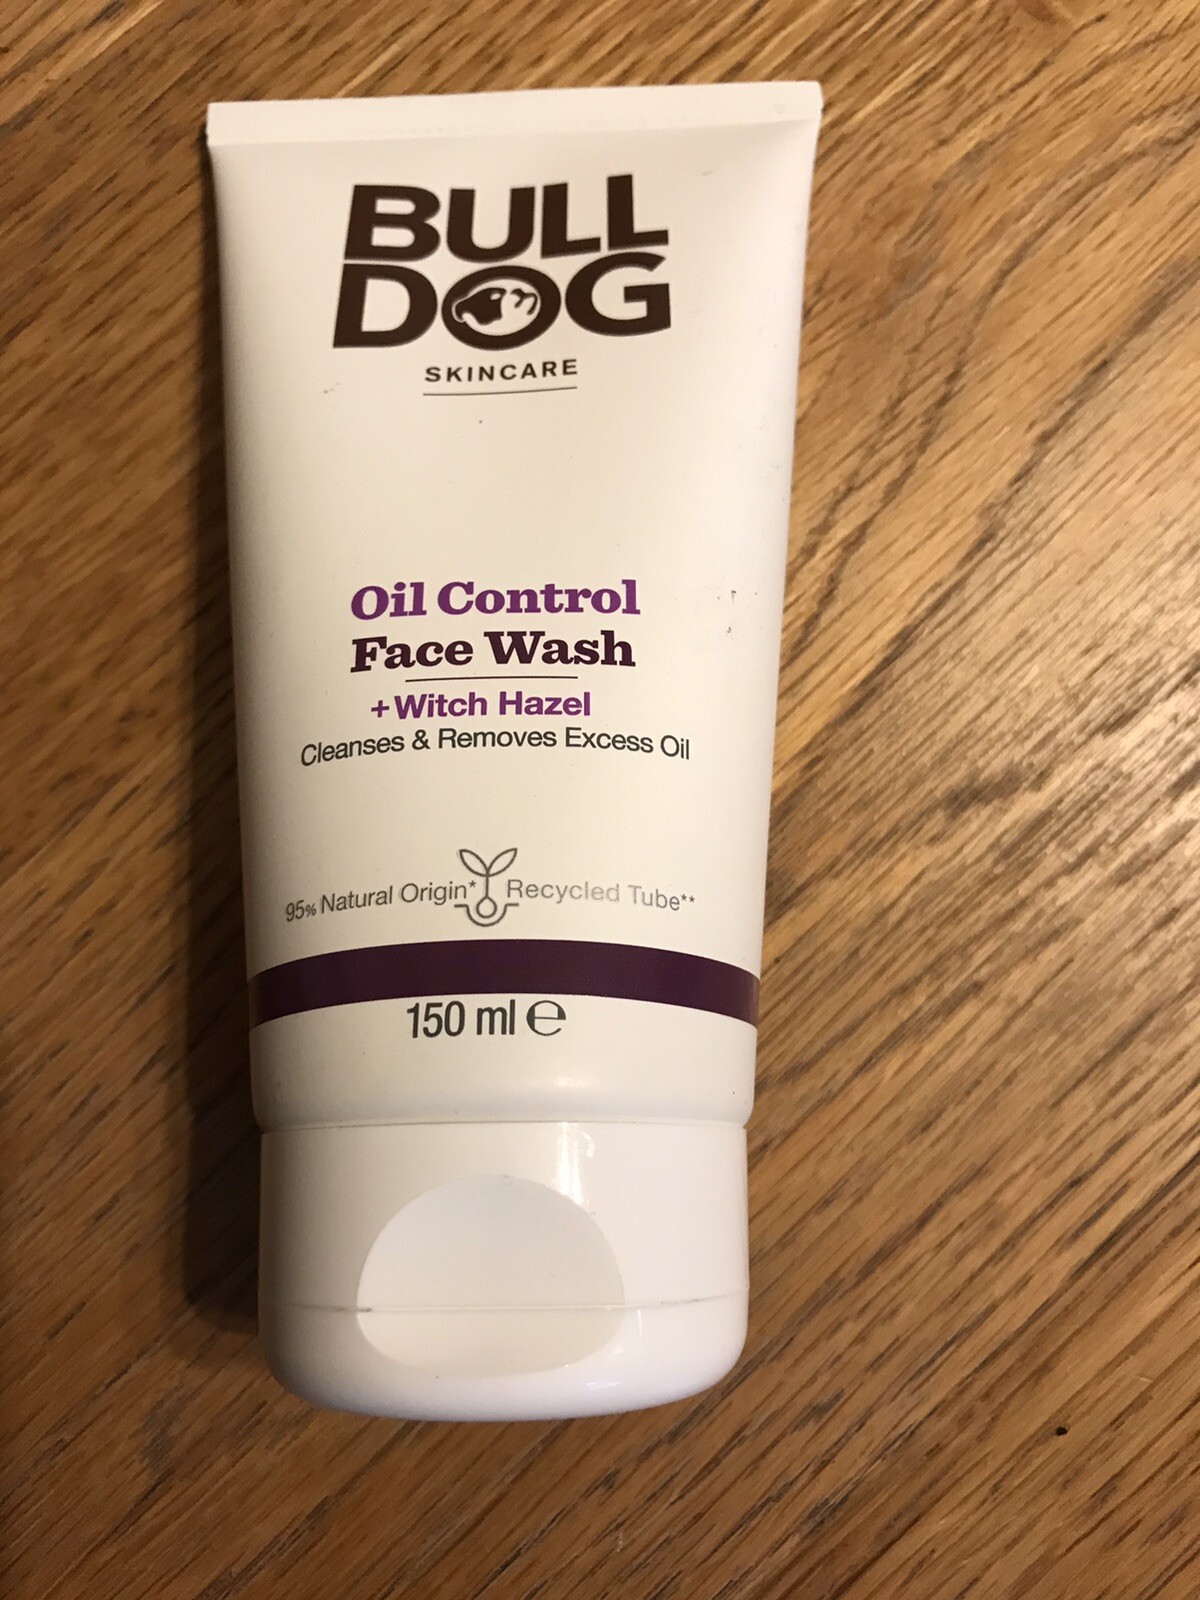 BULL
DOG
SKINCARE
Oil Control
Face Wash
+Witch Hazel
Cleanses & Removes Excess Oil
95% Natural Origin* Recycled Tube**
150 ml ℮